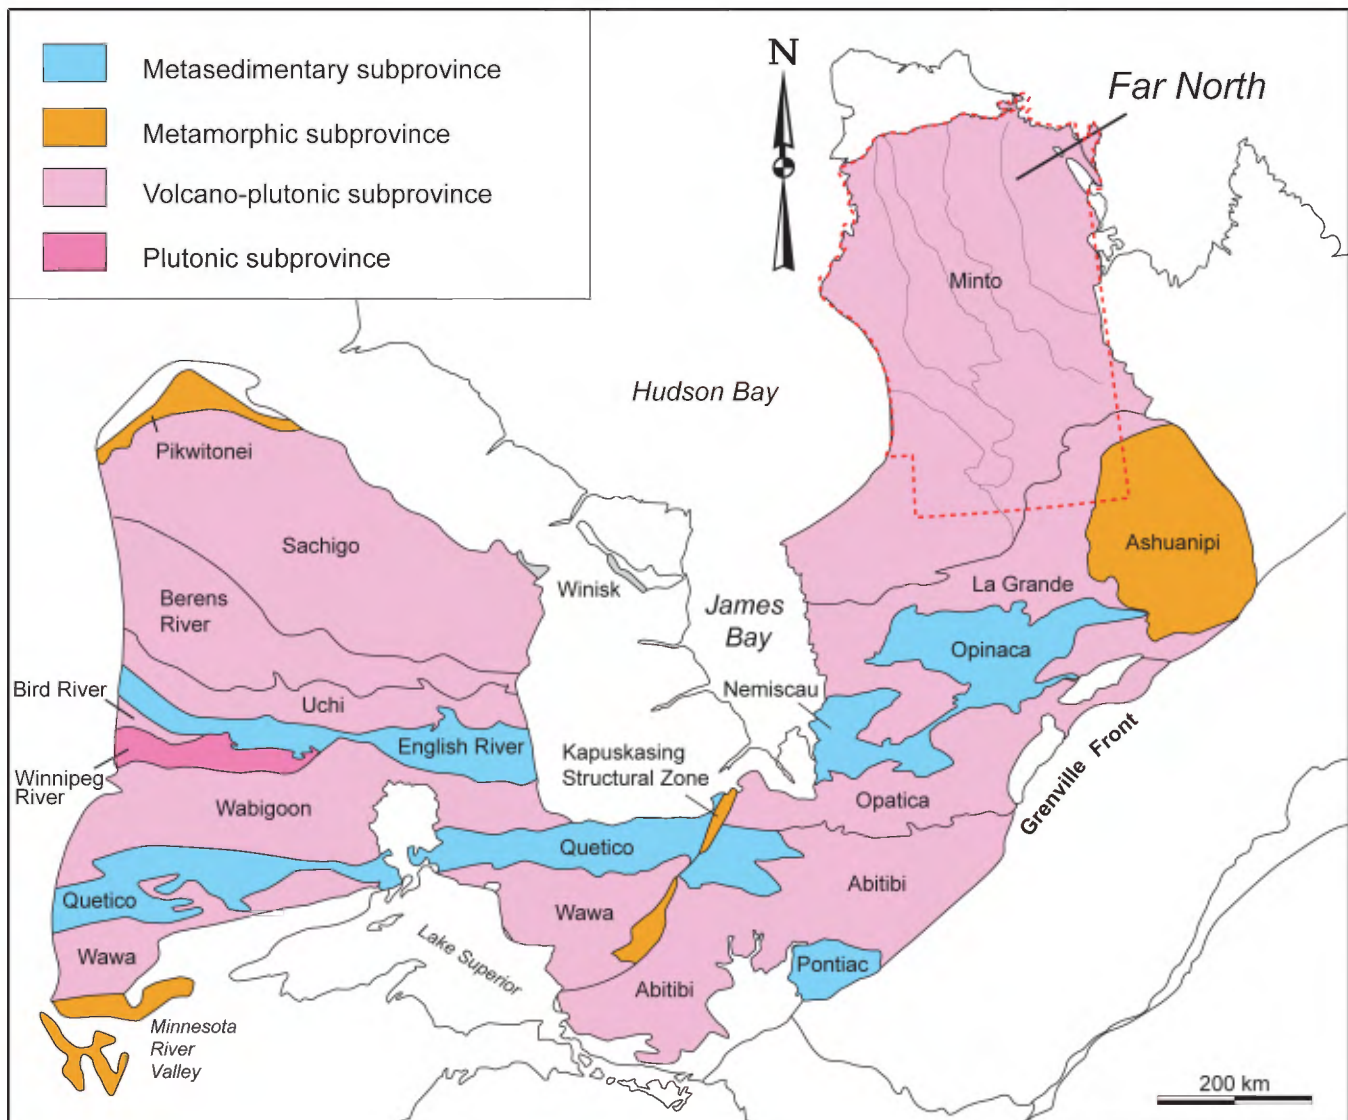 Metasedimentary subprovince
Metamorphic subprovince
Volcano-plutonic subprovince
Plutonic subprovince
N
Far North
Minto
Hudson Bay
Pikwitonei
Sachigo
Ashuanipi
Winisk
La Grande
Berens
River
James
Bay
Opinaca
Bird River
Uchi
Nemiscau
English River
Kapuskasing
Structural Zone
Winnipeg
River
Grenville Front
Wabigoon
Opatica
Quetico
Abitibi
Quetico
Wawa
Wawa
Lake Superior
Pontiac
Abitibi
Minnesota
River
Valley
200 km